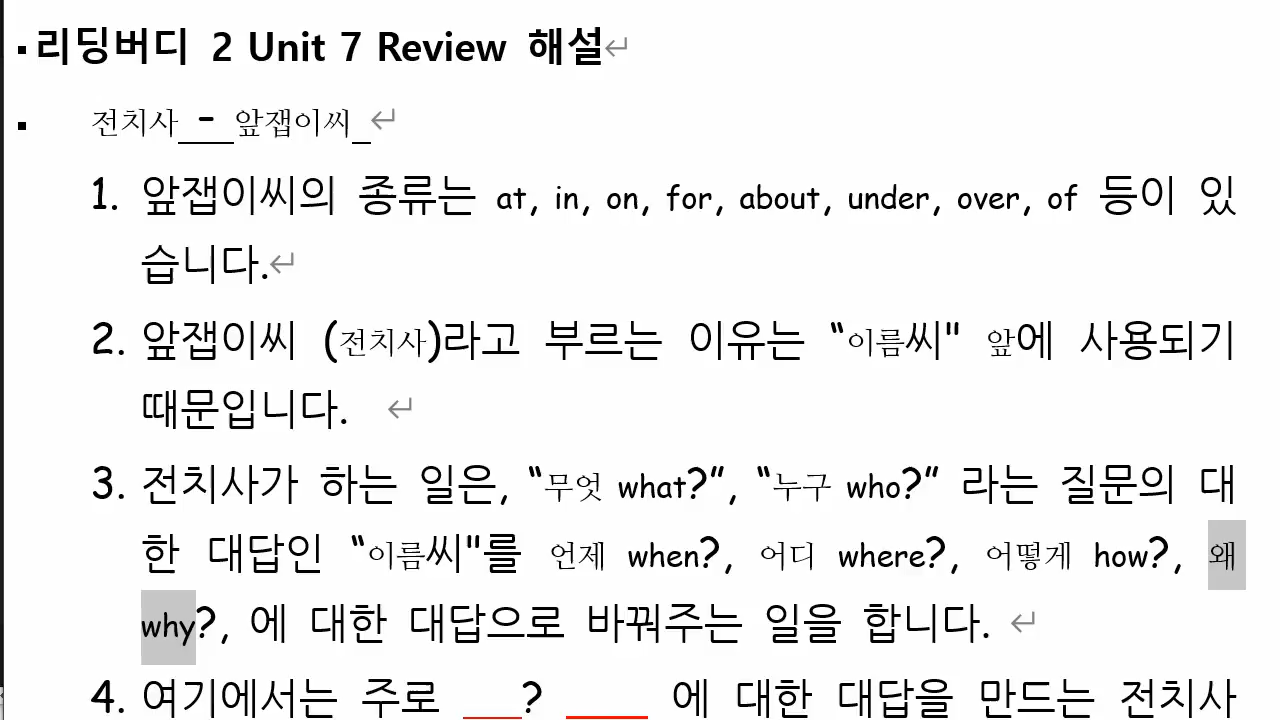 리딩버디 2 Unit 7 Review 해설
전치사 - 앞잽이씨
1. 앞잽이씨의 종류는 at, in, on, for, about, under, over, of 등이 있
습니다.
2. 앞잽이씨 (전치사)라고 부르는 이유는 “이름씨" 앞에 사용되기
때문입니다.
3. 전치사가 하는 일은, “무엇 what?”, “누구 who?” 라는 질문의 대
한 대답인 “이름씨"를 언제 when?, 어디 where?, 어떻게 how?, 왜
why?, 에 대한 대답으로 바꿔주는 일을 합니다.
4. 여기에서는 주로 ___? ____ 에 대한 대답을 만드는 전치사